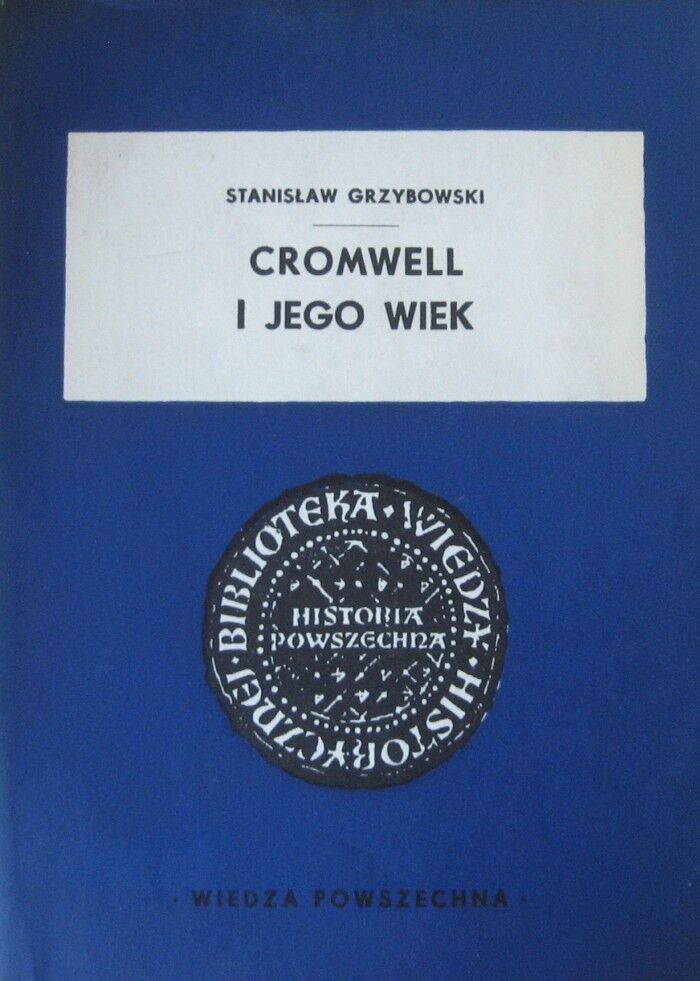 STANISŁAW GRZYBOWSKI
CROMWELL
I JEGO WIEK
BIBLIOTEKA · WIEDZY · HISTORYCZNEJ ·
HISTORIA
POWSZECHNA
· WIEDZA POWSZECHNA ·